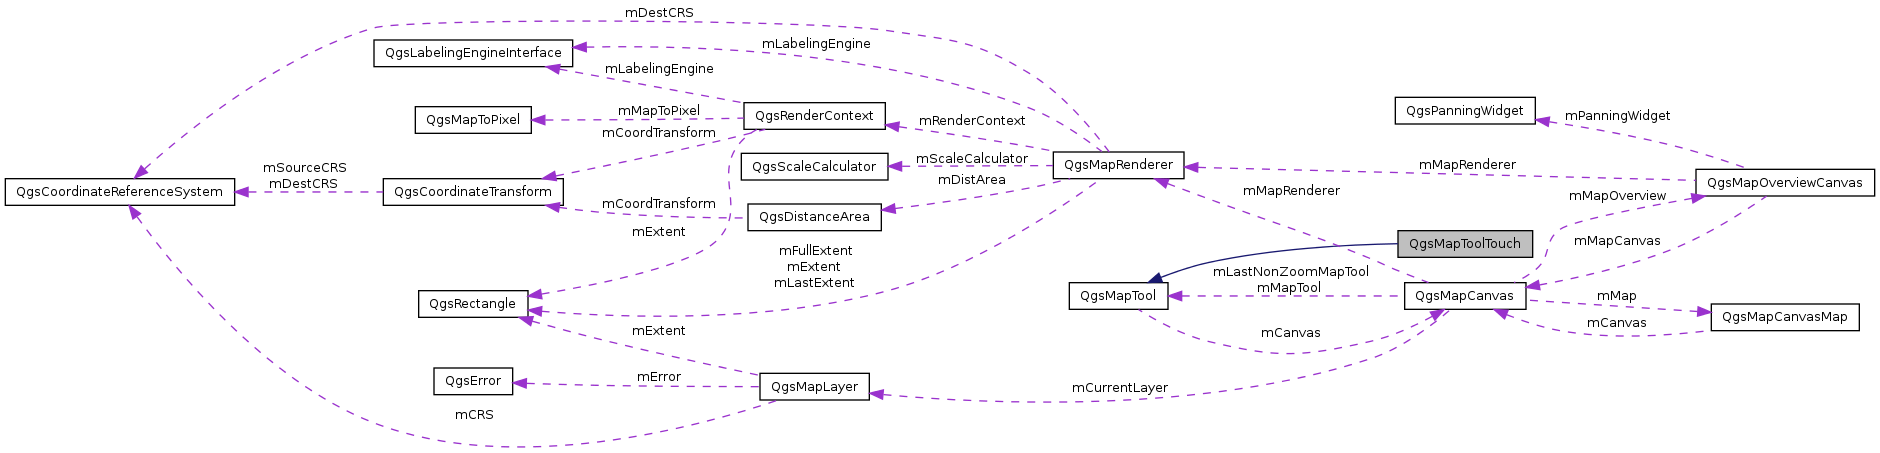 mDestCRS
QgsLabelingEngineInterface
mLabelingEngine
mLabelingEngine
QgsMapToPixel
mMapToPixel
QgsRenderContext
mRenderContext
QgsPanningWidget
mPanningWidget
mCoordTransform
QgsScaleCalculator
mScaleCalculator
QgsMapRenderer
mMapRenderer
QgsMapOverviewCanvas
mSourceCRS
mDestCRS
QgsCoordinateReferenceSystem
QgsCoordinateTransform
mDistArea
mMapRenderer
mMapOverview
mCoordTransform
QgsDistanceArea
mExtent
mFullExtent
mExtent
mLastExtent
QgsMapToolTouch
mMapCanvas
QgsRectangle
QgsMapTool
mLastNonZoomMapTool
mMapTool
QgsMapCanvas
mMap
QgsMapCanvasMap
mCanvas
mExtent
mCanvas
QgsError
mError
QgsMapLayer
mCurrentLayer
mCRS